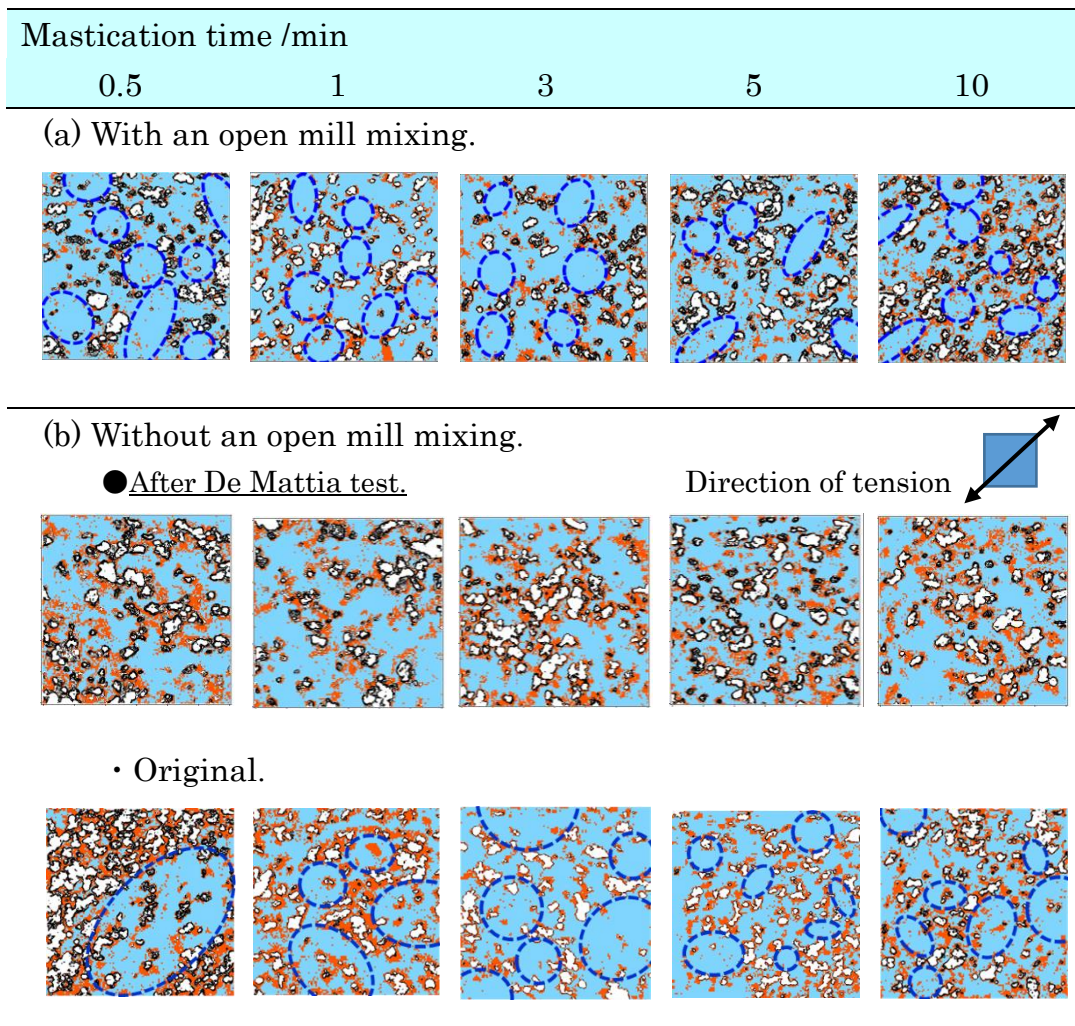 Mastication time /min
0.5 1 3 5 10
(a) With an open mill mixing.
(b) Without an open mill mixing.
●After De Mattia test. Direction of tension
・Original.